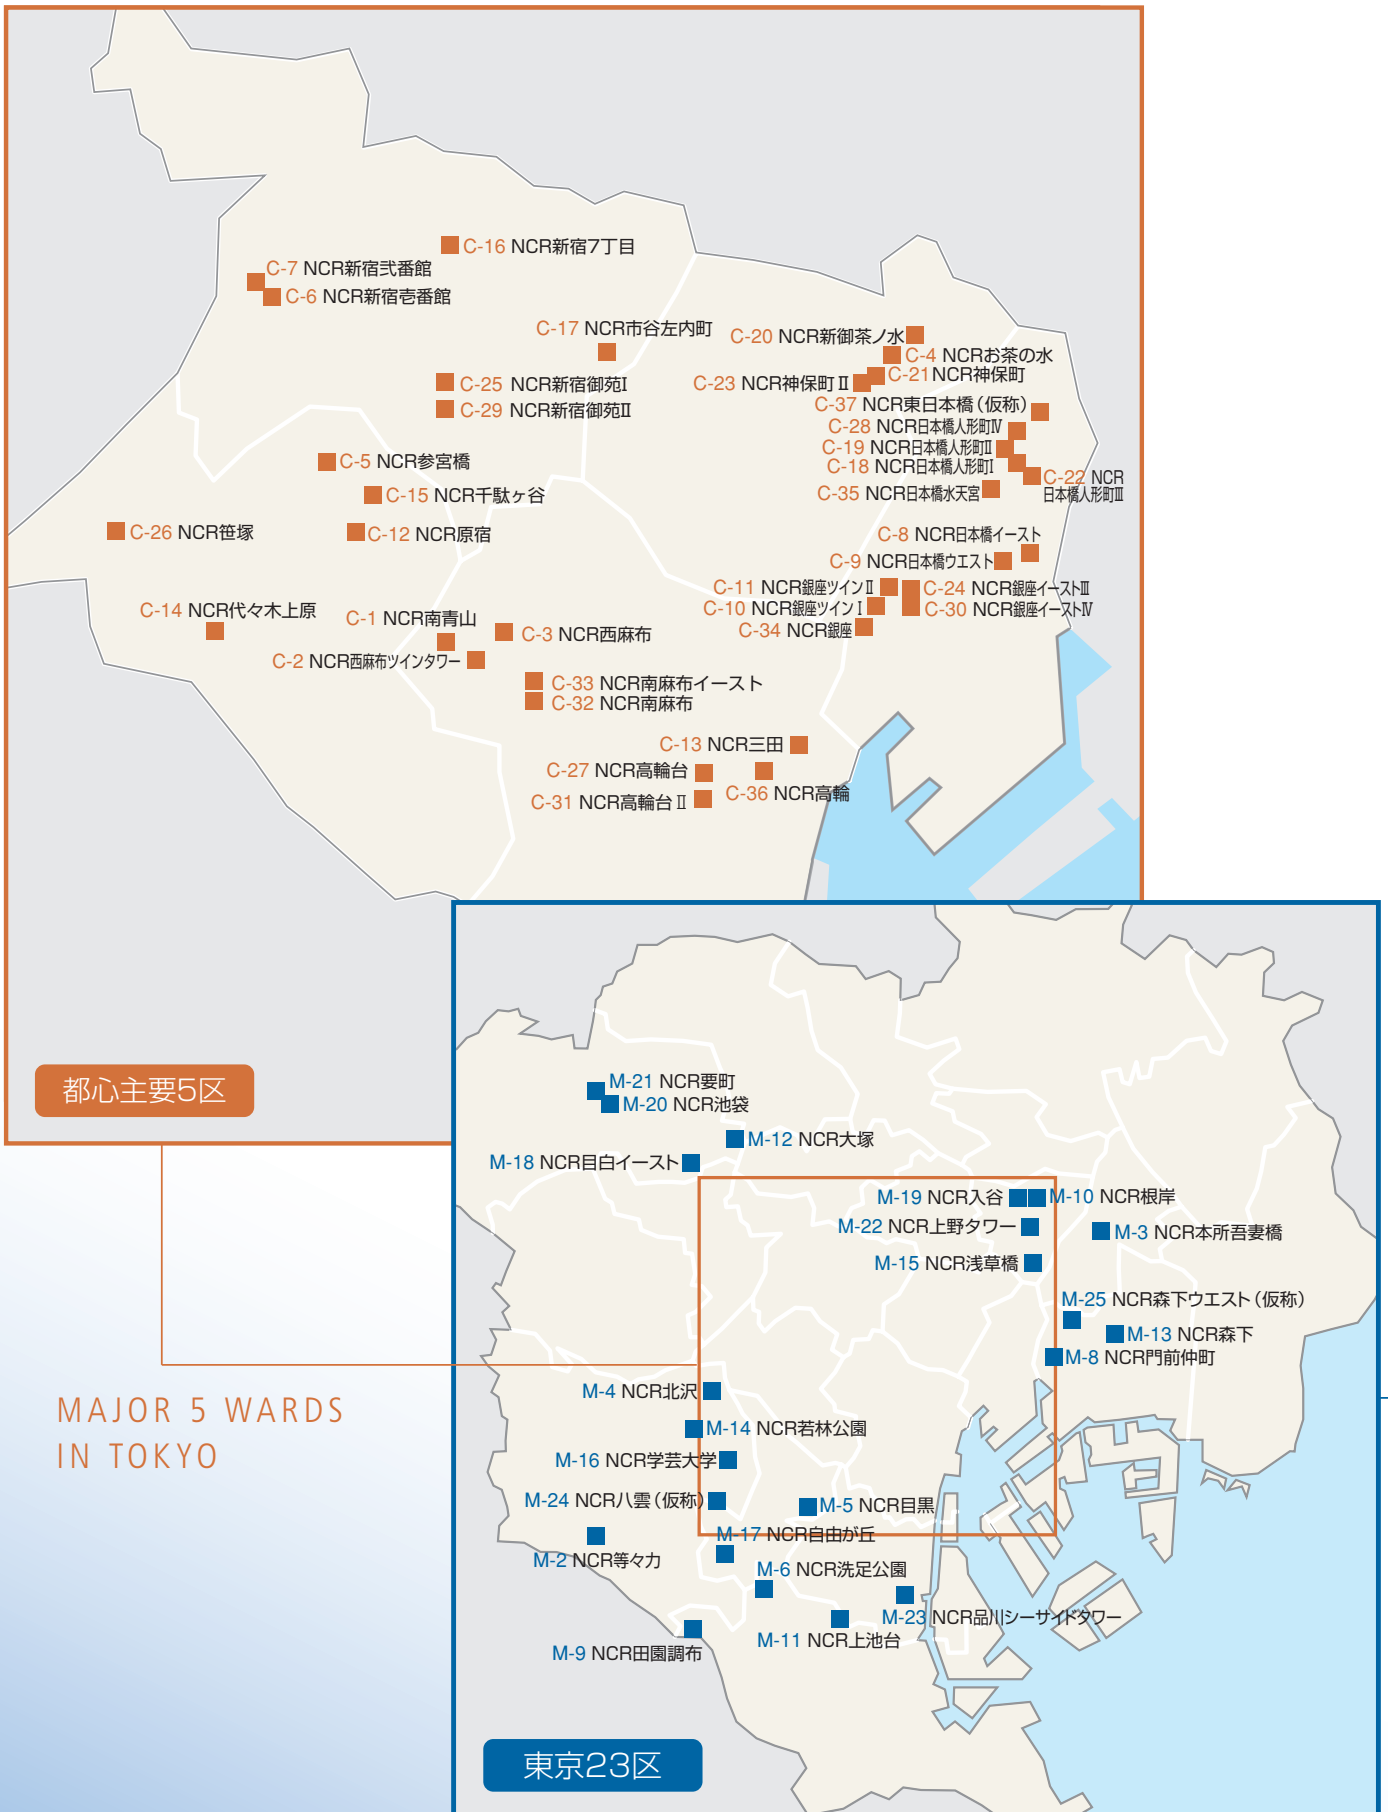 C-16 NCR新宿7丁目
C-7 NCR新宿弐番館
C-6 NCR新宿壱番館
C-17 NCR市谷左内町
C-20 NCR新御茶ノ水
C-4 NCRお茶の水
C-21 NCR神保町
C-23 NCR神保町Ⅱ
C-25 NCR新宿御苑Ⅰ
C-29 NCR新宿御苑Ⅱ
C-37 NCR東日本橋(仮称)
C-28 NCR日本橋人形町Ⅳ
C-19 NCR日本橋人形町Ⅱ
C-18 NCR日本橋人形町Ⅰ
C-22 NCR
日本橋人形町Ⅲ
C-35 NCR日本橋水天宮
C-5 NCR参宮橋
C-15 NCR千駄ヶ谷
C-26 NCR笹塚
C-12 NCR原宿
C-8 NCR日本橋イースト
C-9 NCR日本橋ウエスト
C-11 NCR銀座ツインⅡ
C-24 NCR銀座イーストⅢ
C-10 NCR銀座ツインⅠ
C-30 NCR銀座イーストⅣ
C-34 NCR銀座
C-14 NCR代々木上原
C-1 NCR南青山
C-3 NCR西麻布
C-2 NCR西麻布ツインタワー
C-33 NCR南麻布イースト
C-32 NCR南麻布
C-13 NCR三田
C-27 NCR高輪台
C-36 NCR高輪
C-31 NCR高輪台Ⅱ
都心主要5区
M-21 NCR要町
M-20 NCR池袋
M-12 NCR大塚
M-18 NCR目白イースト
M-19 NCR入谷
M-10 NCR根岸
M-22 NCR上野タワー
M-3 NCR本所吾妻橋
M-15 NCR浅草橋
M-25 NCR森下ウエスト(仮称)
M-13 NCR森下
M-8 NCR門前仲町
MAJOR 5 WARDS
IN TOKYO
M-4 NCR北沢
M-14 NCR若林公園
M-16 NCR学芸大学
M-24 NCR八雲(仮称)
M-5 NCR目黒
M-17 NCR自由が丘
M-2 NCR等々力
M-6 NCR洗足公園
M-23 NCR品川シーサイドタワー
M-11 NCR上池台
M-9 NCR田園調布
東京23区